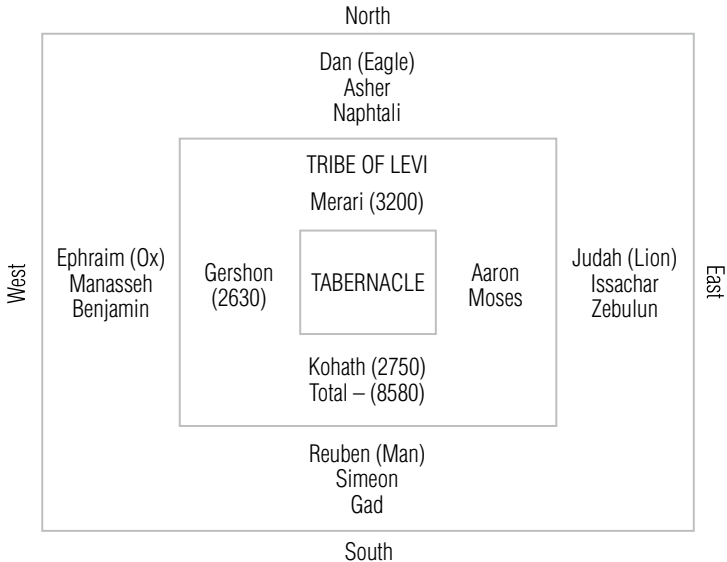 North
Dan (Eagle)
Asher
Naphtali
TRIBE OF LEVI
Merari (3200)
West
Ephraim (Ox)
Manasseh
Benjamin
Gershon
(2630)
TABERNACLE
Aaron
Moses
Judah (Lion)
Issachar
Zebulun
East
Kohath (2750)
Total – (8580)
Reuben (Man)
Simeon
Gad
South